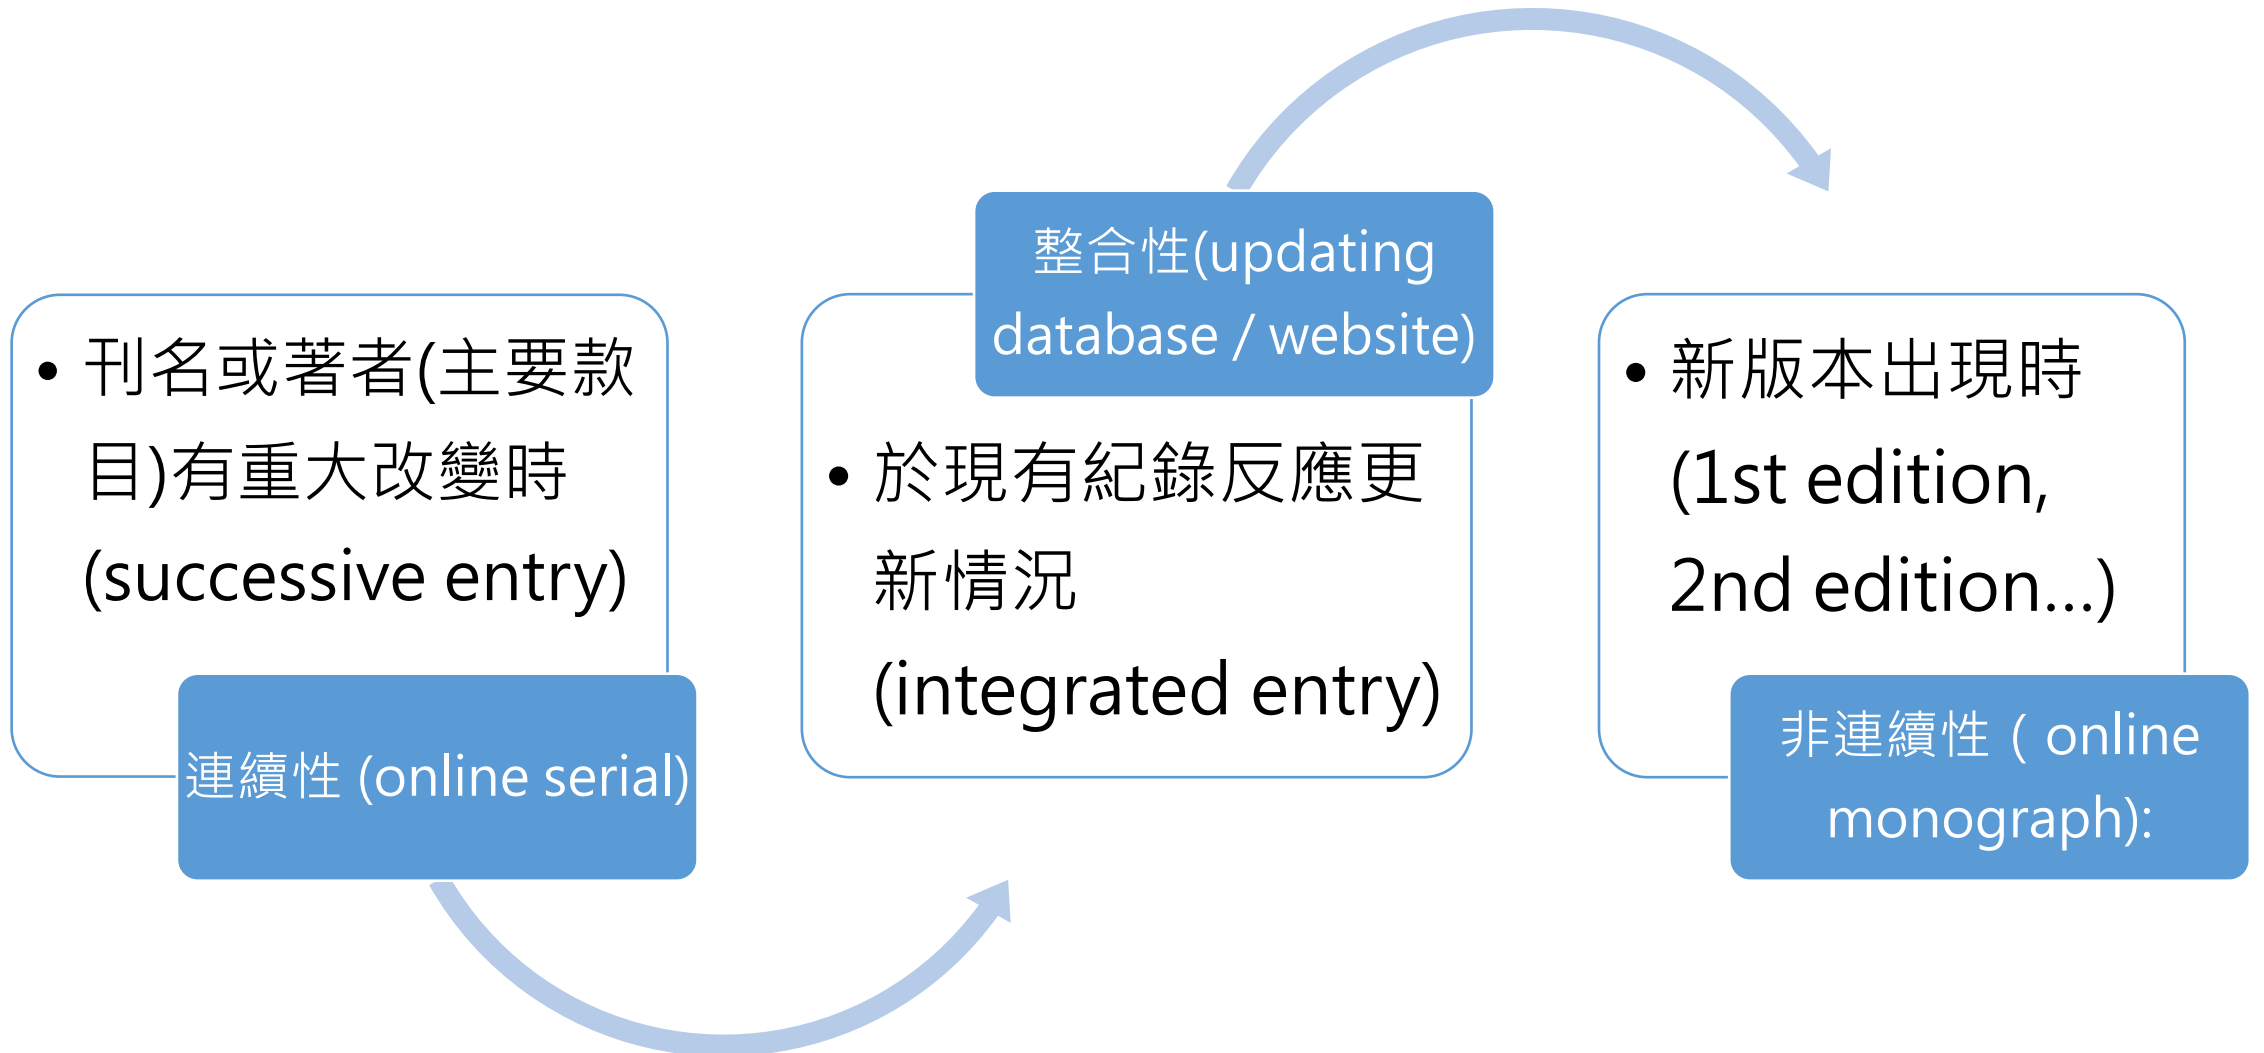 • 刊名或著者(主要款
目)有重大改變時
(successive entry)
連續性 (online serial)
整合性(updating
database / website)
• 於現有紀錄反應更
新情況
(integrated entry)
• 新版本出現時
(1st edition,
2nd edition…)
非連續性 ( online
monograph):